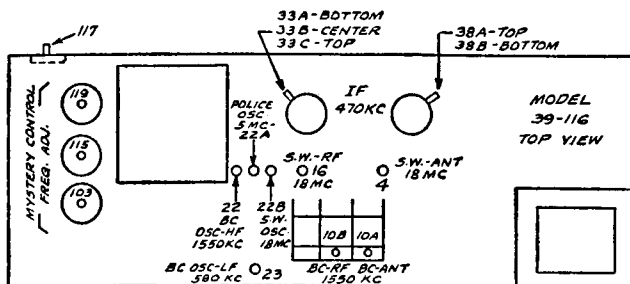 117
33A-BOTTOM
33B-CENTER
33C-TOP
38A-TOP
38B-BOTTOM
IF
470KC
MODEL
39-116
TOP VIEW
MYSTERY CONTROL
FREQ. ADJ.
119
115
103
POLICE
OSC.
5MC-
22A
S.W.-RF
16
18MC
S.W.-ANT
18MC
4
22
BC
OSC-HF
1550KC
22B
S.W.
OSC.
18MC
10B
10A
BC OSC-LF
580 KC
23
BC-RF
BC-ANT
1550 KC